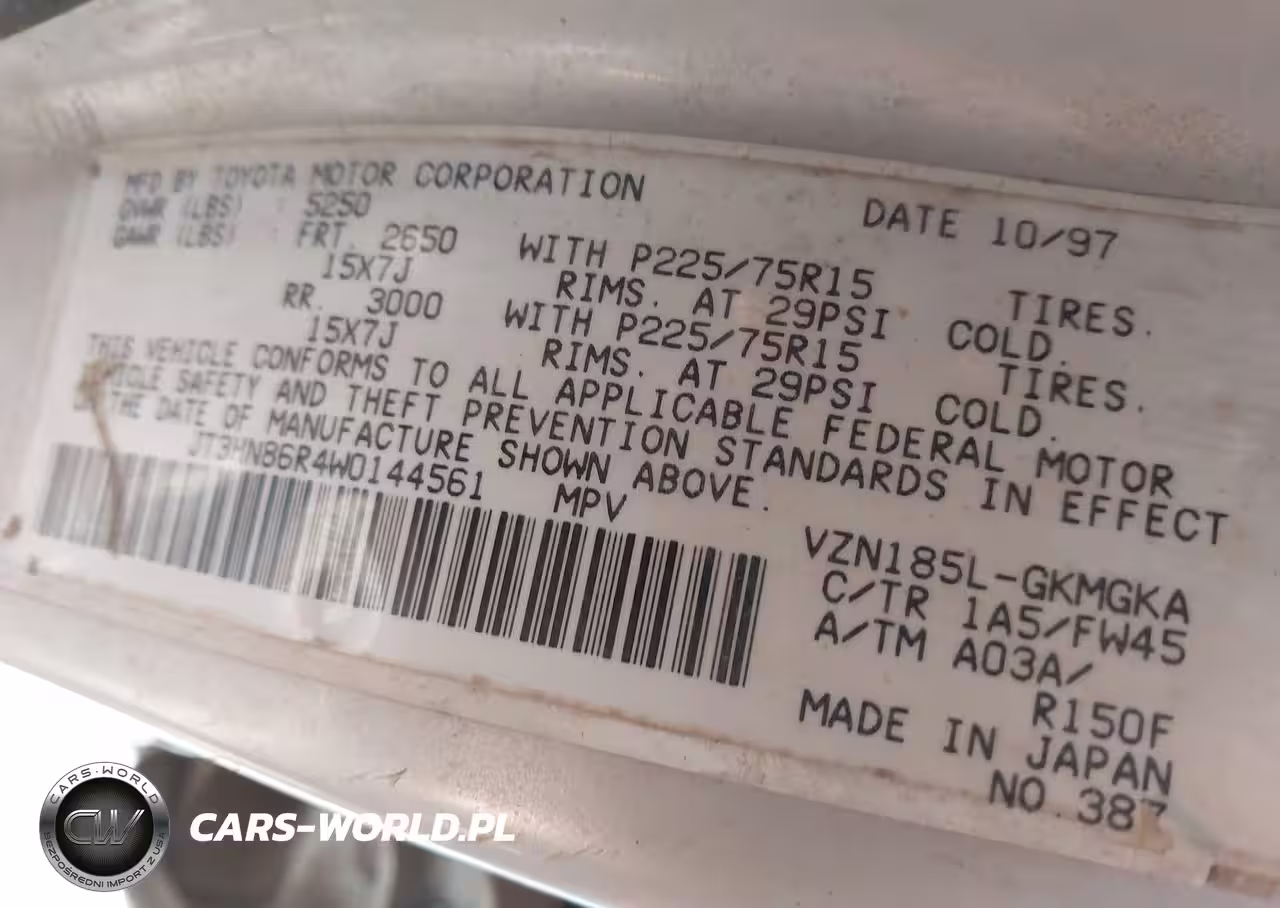 MFD BY TOYOTA MOTOR CORPORATION DATE 10/97
GVWR (LBS) : 5250
GAWR (LBS) : FRT. 2650 WITH P225/75R15 TIRES.
15X7J RIMS. AT 29PSI COLD.
RR. 3000 WITH P225/75R15 TIRES.
15X7J RIMS. AT 29PSI COLD.
THIS VEHICLE CONFORMS TO ALL APPLICABLE FEDERAL MOTOR
VEHICLE SAFETY AND THEFT PREVENTION STANDARDS IN EFFECT
ON THE DATE OF MANUFACTURE SHOWN ABOVE.
JT3HN86R4W0144561 MPV
VZN185L-GKMGKA
C/TR 1A5/FW45
A/TM A03A/
R150F
MADE IN JAPAN
NO 387
CARS-WORLD
CW
BEZPOŚREDNI IMPORT Z USA
CARS-WORLD.PL